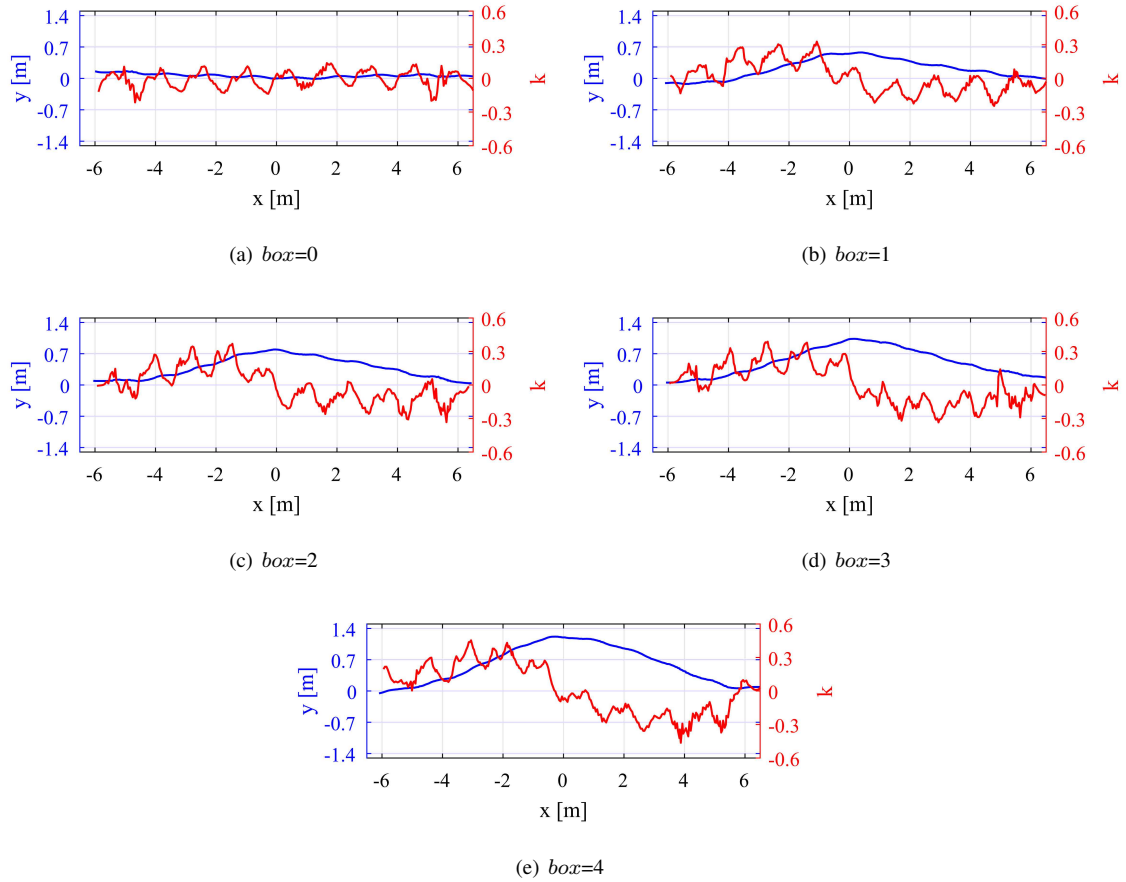 1.4 0.6 1.4 0.6
0.7 0.3 0.7 0.3
y [m] 0 0 k y [m] 0 0 k
-0.7 -0.3 -0.7 -0.3
-1.4 -0.6 -1.4 -0.6
-6 -4 -2 0 2 4 6 -6 -4 -2 0 2 4 6
x [m] x [m]
(a) box=0 (b) box=1
1.4 0.6 1.4 0.6
0.7 0.3 0.7 0.3
y [m] 0 0 k y [m] 0 0 k
-0.7 -0.3 -0.7 -0.3
-1.4 -0.6 -1.4 -0.6
-6 -4 -2 0 2 4 6 -6 -4 -2 0 2 4 6
x [m] x [m]
(c) box=2 (d) box=3
1.4 0.6
0.7 0.3
y [m] 0 0 k
-0.7 -0.3
-1.4 -0.6
-6 -4 -2 0 2 4 6
x [m]
(e) box=4